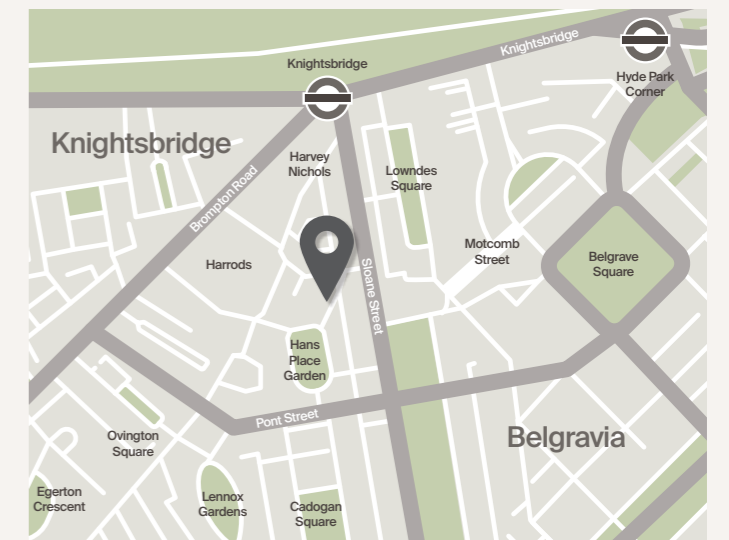 Knightsbridge
Knightsbridge
Hyde Park
Corner
Knightsbridge
Brompton Road
Harvey
Nichols
Lowndes
Square
Harrods
Sloane Street
Motcomb
Street
Belgrave
Square
Hans
Place
Garden
Pont Street
Ovington
Square
Belgravia
Egerton
Crescent
Lennox
Gardens
Cadogan
Square